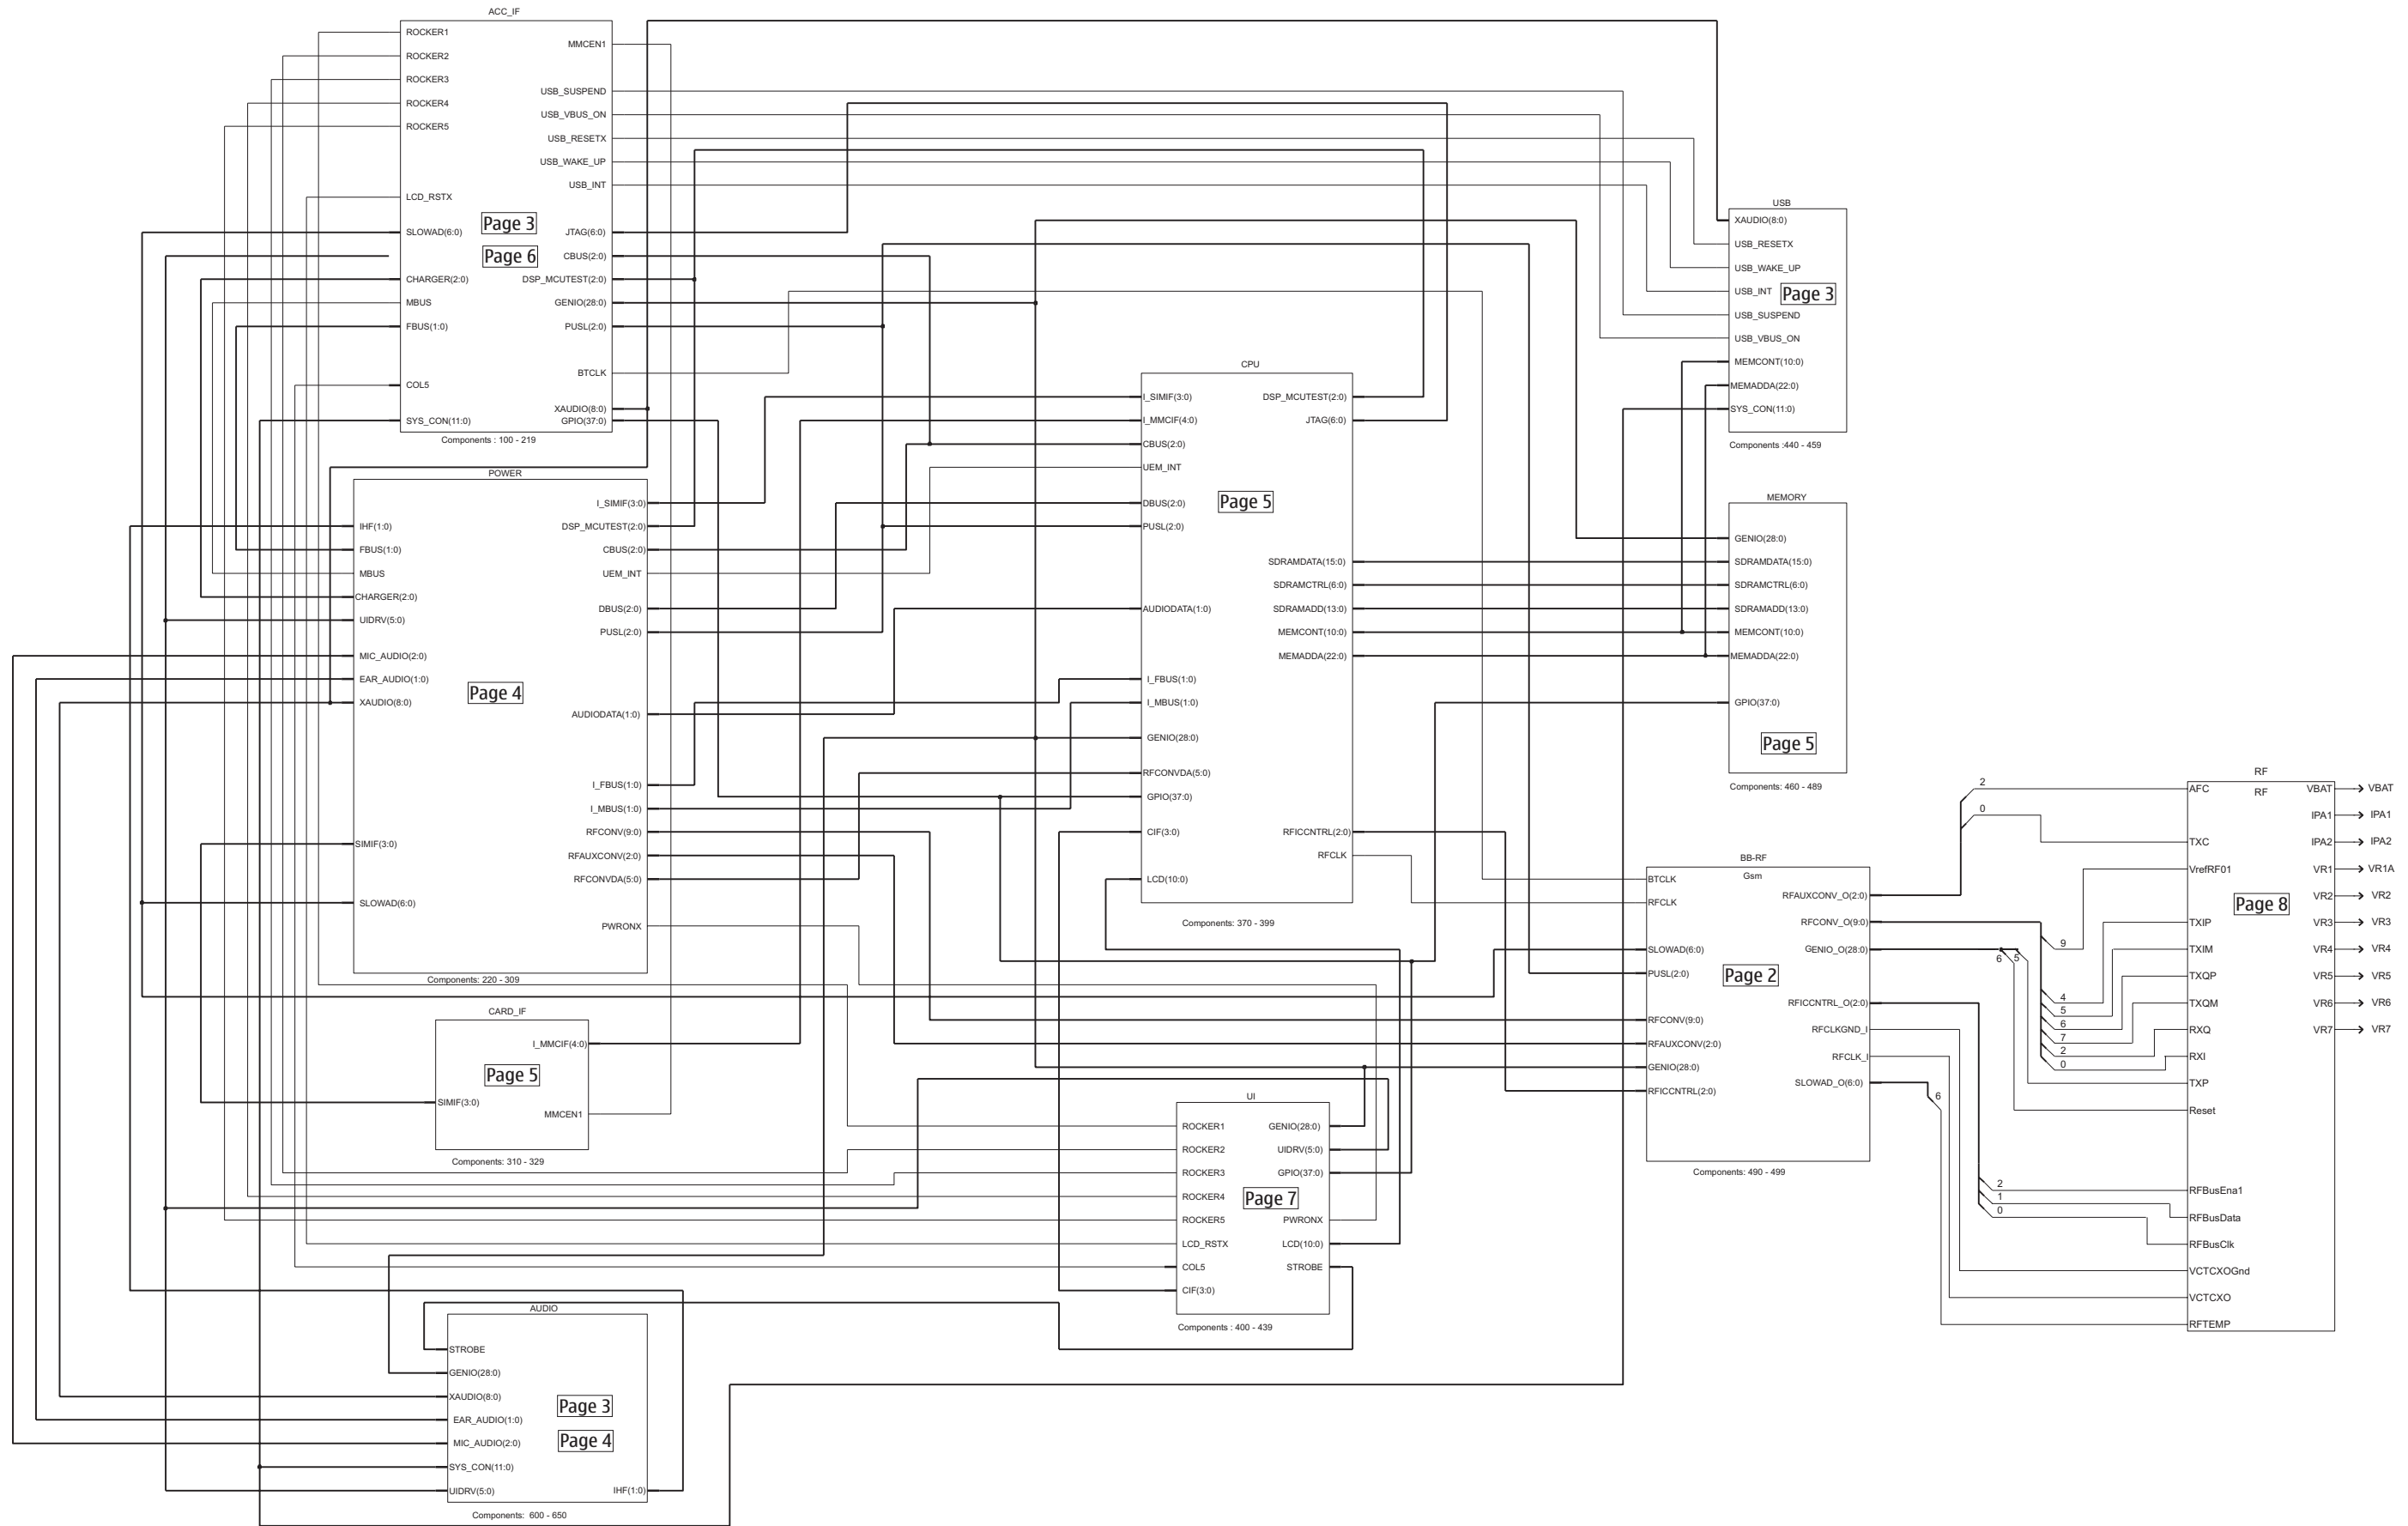 ACC_IF
ROCKER1
ROCKER2
ROCKER3
ROCKER4
ROCKER5
LCD_RSTX
SLOWAD(6:0)
CHARGER(2:0)
MBUS
FBUS(1:0)
COL5
SYS_CON(11:0)
MMCEN1
USB_SUSPEND
USB_VBUS_ON
USB_RESETX
USB_WAKE_UP
USB_INT
JTAG(6:0)
CBUS(2:0)
DSP_MCUTEST(2:0)
GENIO(28:0)
PUSL(2:0)
BTCLK
XAUDIO(8:0)
GPIO(37:0)
Page 3
Page 6
Components : 100 - 219
POWER
IHF(1:0)
FBUS(1:0)
MBUS
CHARGER(2:0)
UIDRV(5:0)
MIC_AUDIO(2:0)
EAR_AUDIO(1:0)
XAUDIO(8:0)
SIMIF(3:0)
SLOWAD(6:0)
I_SIMIF(3:0)
DSP_MCUTEST(2:0)
CBUS(2:0)
UEM_INT
DBUS(2:0)
PUSL(2:0)
AUDIODATA(1:0)
I_FBUS(1:0)
I_MBUS(1:0)
RFCONV(9:0)
RFAUXCONV(2:0)
RFCONVDA(5:0)
PWRONX
Page 4
Components: 220 - 309
CARD_IF
I_MMCIF(4:0)
Page 5
SIMIF(3:0)
MMCEN1
Components: 310 - 329
AUDIO
STROBE
GENIO(28:0)
XAUDIO(8:0)
EAR_AUDIO(1:0)
MIC_AUDIO(2:0)
SYS_CON(11:0)
UIDRV(5:0)
IHF(1:0)
Page 3
Page 4
Components: 600 - 650
CPU
I_SIMIF(3:0)
I_MMCIF(4:0)
CBUS(2:0)
UEM_INT
DBUS(2:0)
PUSL(2:0)
AUDIODATA(1:0)
I_FBUS(1:0)
I_MBUS(1:0)
GENIO(28:0)
RFCONVDA(5:0)
GPIO(37:0)
CIF(3:0)
LCD(10:0)
DSP_MCUTEST(2:0)
JTAG(6:0)
SDRAMDATA(15:0)
SDRAMCTRL(6:0)
SDRAMADD(13:0)
MEMCONT(10:0)
MEMADDA(22:0)
RFICCNTRL(2:0)
RFCLK
Page 5
Components: 370 - 399
UI
ROCKER1
ROCKER2
ROCKER3
ROCKER4
ROCKER5
LCD_RSTX
COL5
CIF(3:0)
GENIO(28:0)
UIDRV(5:0)
GPIO(37:0)
PWRONX
LCD(10:0)
STROBE
Page 7
Components : 400 - 439
USB
XAUDIO(8:0)
USB_RESETX
USB_WAKE_UP
USB_INT
USB_SUSPEND
USB_VBUS_ON
MEMCONT(10:0)
MEMADDA(22:0)
SYS_CON(11:0)
Page 3
Components :440 - 459
MEMORY
GENIO(28:0)
SDRAMDATA(15:0)
SDRAMCTRL(6:0)
SDRAMADD(13:0)
MEMCONT(10:0)
MEMADDA(22:0)
GPIO(37:0)
Page 5
Components: 460 - 489
BB-RF
Gsm
BTCLK
RFCLK
SLOWAD(6:0)
PUSL(2:0)
RFCONV(9:0)
RFAUXCONV(2:0)
GENIO(28:0)
RFICCNTRL(2:0)
RFAUXCONV_O(2:0)
RFCONV_O(9:0)
GENIO_O(28:0)
RFICCNTRL_O(2:0)
RFCLKGND_I
RFCLK_I
SLOWAD_O(6:0)
Page 2
Components: 490 - 499
2
0
9
6
5
4
5
6
7
2
0
6
2
1
0
RF
RF
AFC
TXC
VrefRF01
TXIP
TXIM
TXQP
TXQM
RXQ
RXI
TXP
Reset
RFBusEna1
RFBusData
RFBusClk
VCTCXOGnd
VCTCXO
RFTEMP
Page 8
VBAT VBAT
IPA1 IPA1
IPA2 IPA2
VR1 VR1A
VR2 VR2
VR3 VR3
VR4 VR4
VR5 VR5
VR6 VR6
VR7 VR7